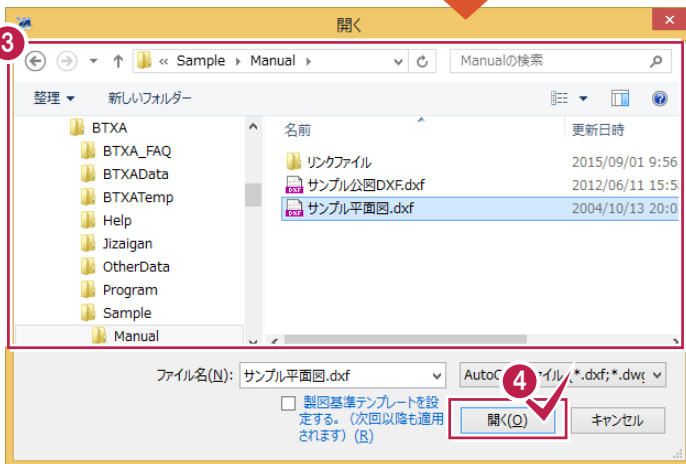 開く
3
« Sample ▸ Manual ▸
Manualの検索
整理 ▼ 新しいフォルダー
BTXA
BTXA_FAQ
BTXAData
BTXATemp
Help
Jizaigan
OtherData
Program
Sample
Manual
名前 更新日時
リンクファイル 2015/09/01 9:56
サンプル公図DXF.dxf 2012/06/11 15:5
サンプル平面図.dxf 2004/10/13 20:0
ファイル名(N): サンプル平面図.dxf
(*.dxf;*.dwg
4
製図基準テンプレートを設
定する。（次回以降も適用
されます）(R)
開く(O) キャンセル